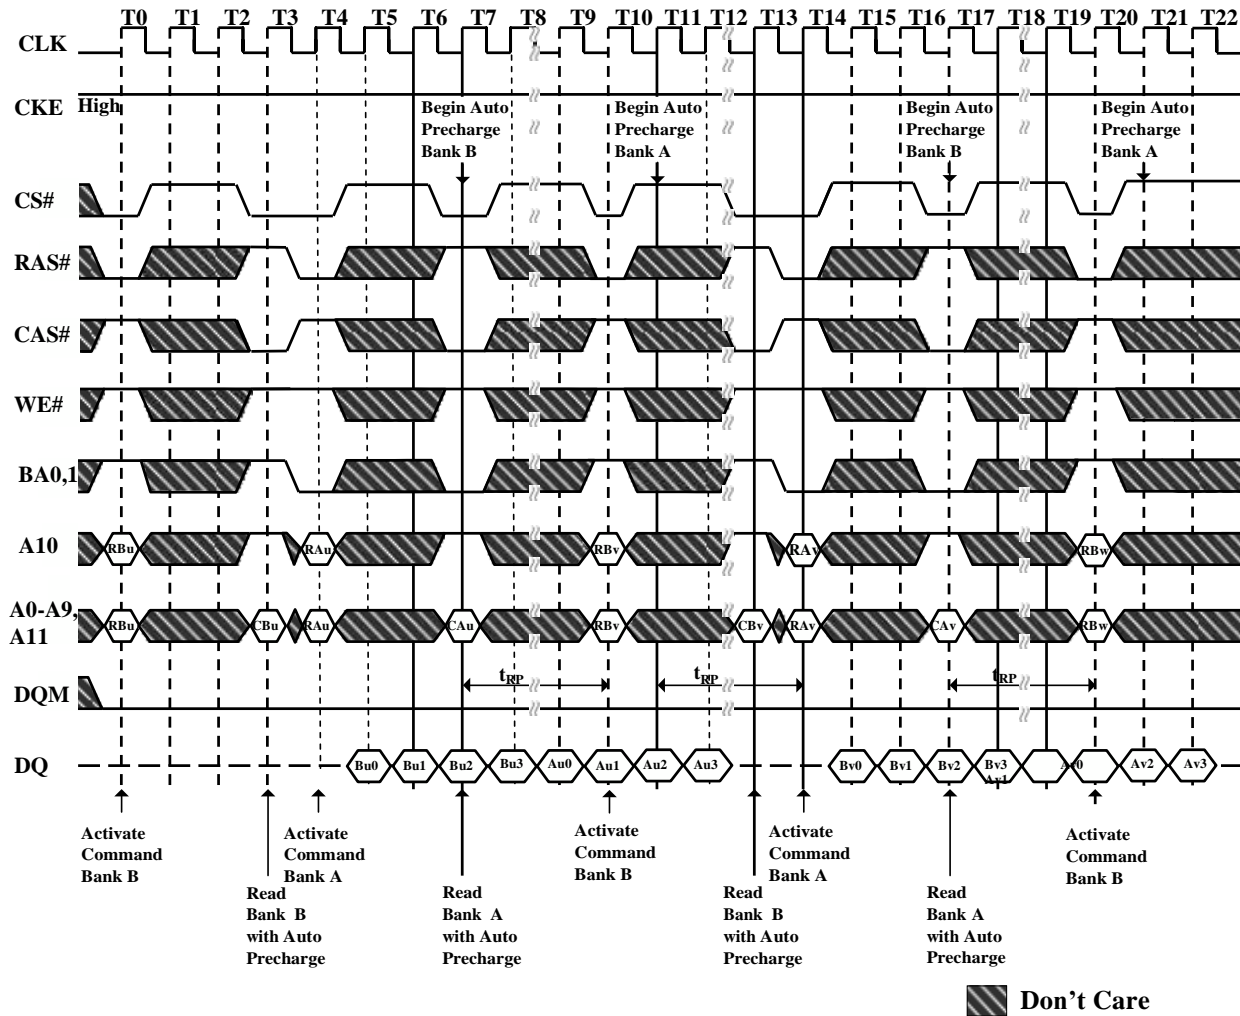 T0 T1 T2 T3 T4 T5 T6 T7 T8 T9 T10 T11 T12 T13 T14 T15 T16 T17 T18 T19 T20 T21 T22
CLK
CKE High
Begin Auto
Precharge
Bank B
Begin Auto
Precharge
Bank A
Begin Auto
Precharge
Bank B
Begin Auto
Precharge
Bank A
CS#
RAS#
CAS#
WE#
BA0,1
A10 RBu RAu RBv RAv RBw
A0-A9,
A11
RBu CBu RAu CAu RBv CBv RAv CAv RBw
tRP tRP tRP
DQM
DQ Bu0 Bu1 Bu2 Bu3 Au0 Au1 Au2 Au3 Bv0 Bv1 Bv2 Bv3 Av0 Av2 Av3
Av1
Activate
Command
Bank B
Activate
Command
Bank A
Activate
Command
Bank B
Activate
Command
Bank A
Activate
Command
Bank B
Read
Bank B
with Auto
Precharge
Read
Bank A
with Auto
Precharge
Read
Bank B
with Auto
Precharge
Read
Bank A
with Auto
Precharge
Don't Care